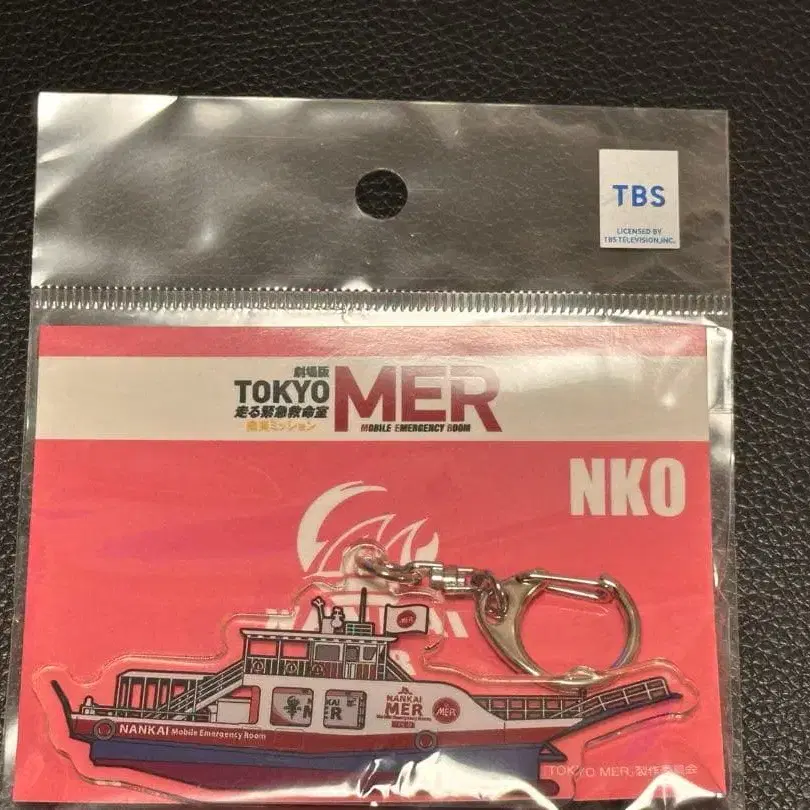 TBS
LICENSED BY
TBS TELEVISION, INC.
劇場版
TOKYO MER
走る緊急救命室
南海ミッション
MOBILE EMERGENCY ROOM
NKO
MER
NANKAI
MER
MER
NANKAI Mobile Emergency Room
「TOKYO MER」製作委員会